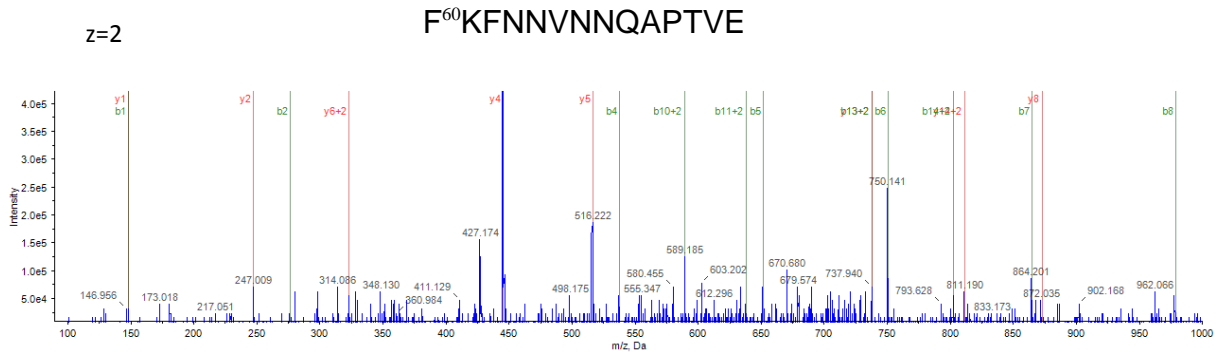 F⁶⁰KFNNVNNQAPTVE
z=2
4.0e5
3.5e5
3.0e5
2.5e5
2.0e5
1.5e5
1.0e5
5.0e4
Intensity
y1
b1
y2
b2
y6+2
y4
y5
b4
b10+2
b11+2
b5
b13+2
b6
b7
y8
b8
146.956
173.018
217.051
247.009
314.086
348.130
360.984
411.129
427.174
498.175
516.222
555.347
580.455
589.185
603.202
612.296
670.680
679.574
737.940
750.141
793.628
811.190
833.173
864.201
872.035
902.168
962.066
100 150 200 250 300 350 400 450 500 550 600 650 700 750 800 850 900 950 1000
m/z, Da